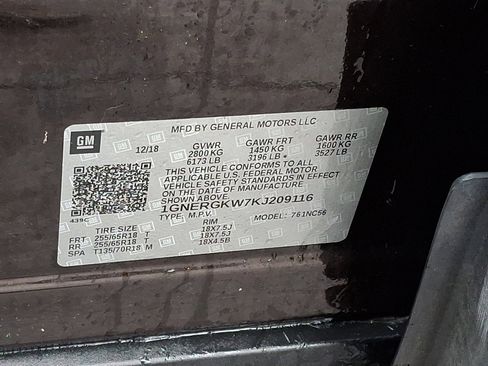 GM
MFD BY GENERAL MOTORS LLC
12/18 GVWR GAWR FRT GAWR RR
2800 KG 1450 KG 1600 KG
6173 LB 3196 LB 3527 LB
THIS VEHICLE CONFORMS TO ALL
APPLICABLE U.S. FEDERAL MOTOR
VEHICLE SAFETY STANDARDS IN EFFECT
ON THE DATE OF MANUFACTURE
SHOWN ABOVE.
1GNERGKW7KJ209116
439C TYPE: M.P.V. MODEL: 761NC56
TIRE SIZE RIM
FRT 255/65R18 T 18X7.5J
RR 255/65R18 T 18X7.5J
SPA T135/70R18 M 18X4.5B